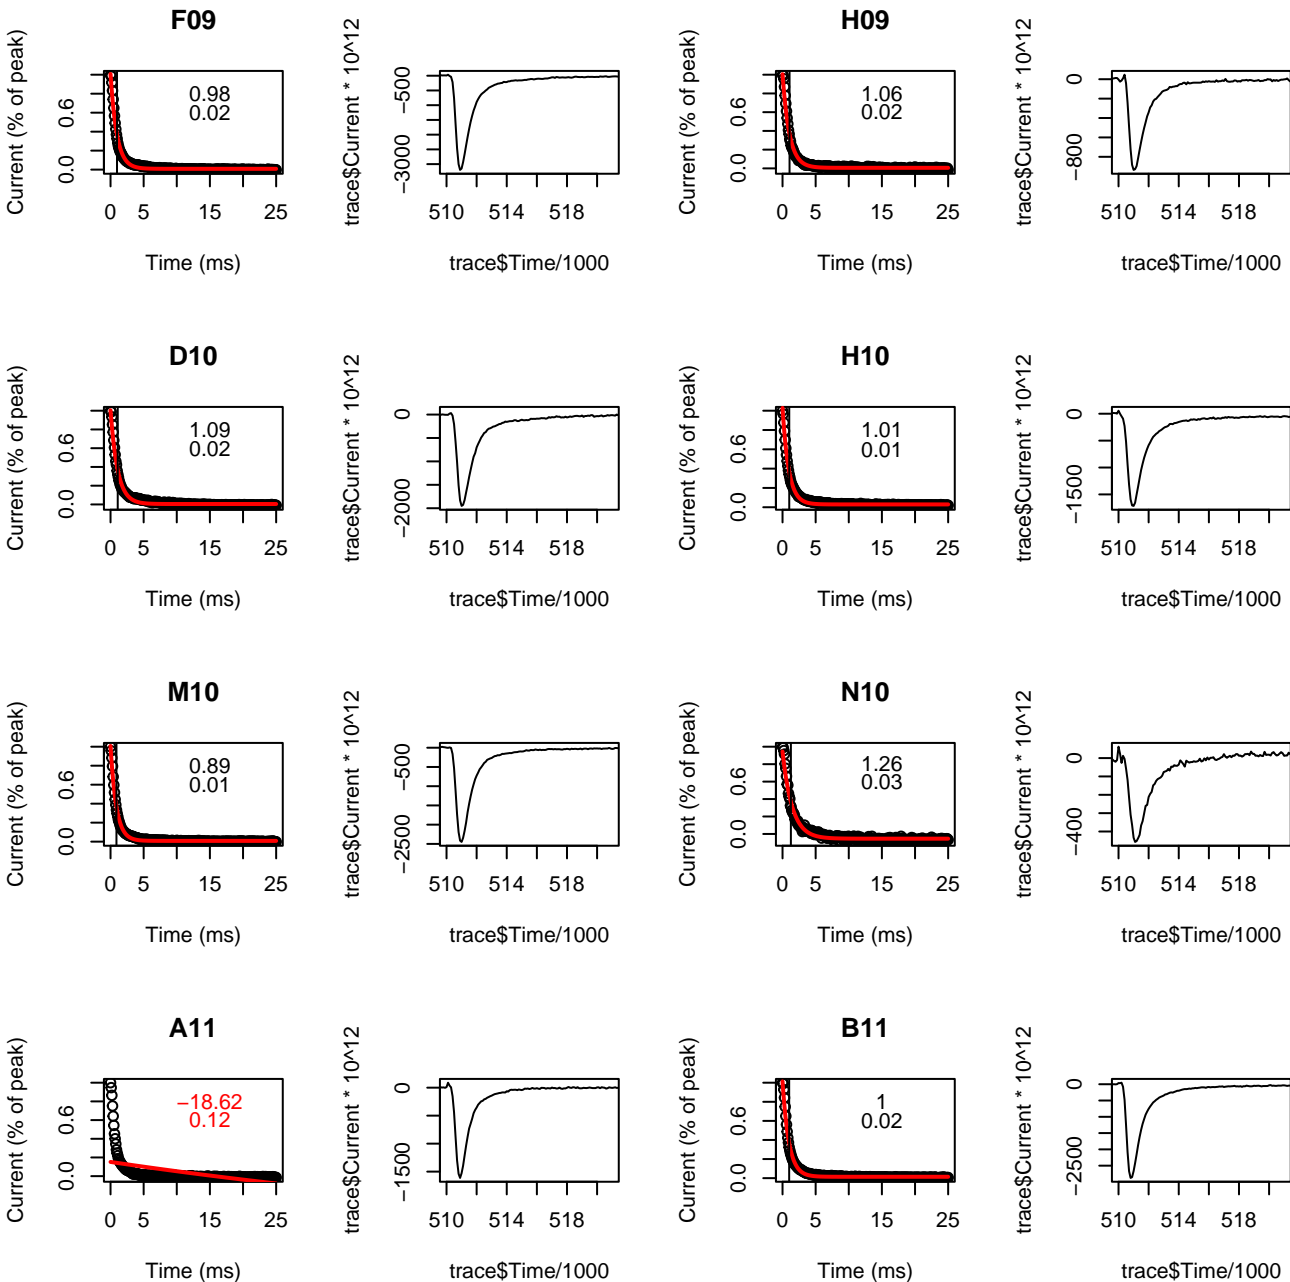 F09
Current (% of peak)
0.0 0.6
0.98
0.02
0 5 15 25
Time (ms)
trace$Current * 10^12
−3000 −500
510 514 518
trace$Time/1000
H09
Current (% of peak)
0.0 0.6
1.06
0.02
0 5 15 25
Time (ms)
trace$Current * 10^12
−800 0
510 514 518
trace$Time/1000
D10
Current (% of peak)
0.0 0.6
1.09
0.02
0 5 15 25
Time (ms)
trace$Current * 10^12
−2000 0
510 514 518
trace$Time/1000
H10
Current (% of peak)
0.0 0.6
1.01
0.01
0 5 15 25
Time (ms)
trace$Current * 10^12
−1500 0
510 514 518
trace$Time/1000
M10
Current (% of peak)
0.0 0.6
0.89
0.01
0 5 15 25
Time (ms)
trace$Current * 10^12
−2500 −500
510 514 518
trace$Time/1000
N10
Current (% of peak)
0.0 0.6
1.26
0.03
0 5 15 25
Time (ms)
trace$Current * 10^12
−400 0
510 514 518
trace$Time/1000
A11
Current (% of peak)
0.0 0.6
−18.62
0.12
0 5 15 25
Time (ms)
trace$Current * 10^12
−1500 0
510 514 518
trace$Time/1000
B11
Current (% of peak)
0.0 0.6
1
0.02
0 5 15 25
Time (ms)
trace$Current * 10^12
−2500 0
510 514 518
trace$Time/1000